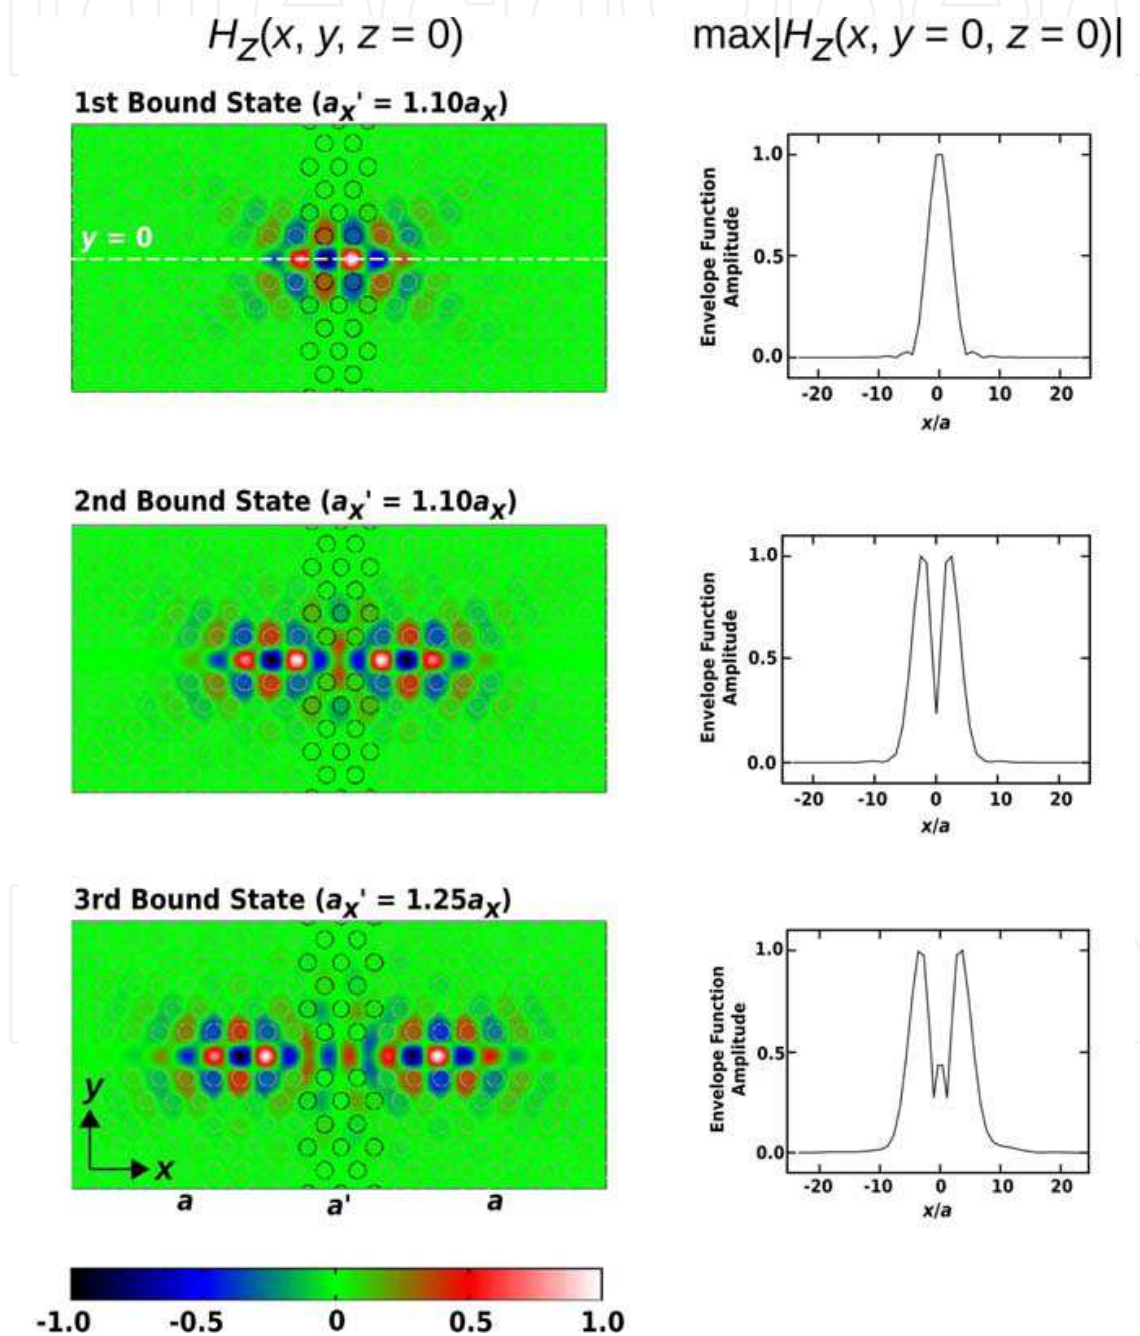 H_Z(x, y, z = 0)
max|H_Z(x, y = 0, z = 0)|
1st Bound State (a_x' = 1.10a_x)
y = 0
1.0
0.5
0.0
Envelope Function
Amplitude
-20 -10 0 10 20
x/a
2nd Bound State (a_x' = 1.10a_x)
1.0
0.5
0.0
Envelope Function
Amplitude
-20 -10 0 10 20
x/a
3rd Bound State (a_x' = 1.25a_x)
y
x
a a' a
1.0
0.5
0.0
Envelope Function
Amplitude
-20 -10 0 10 20
x/a
-1.0 -0.5 0 0.5 1.0